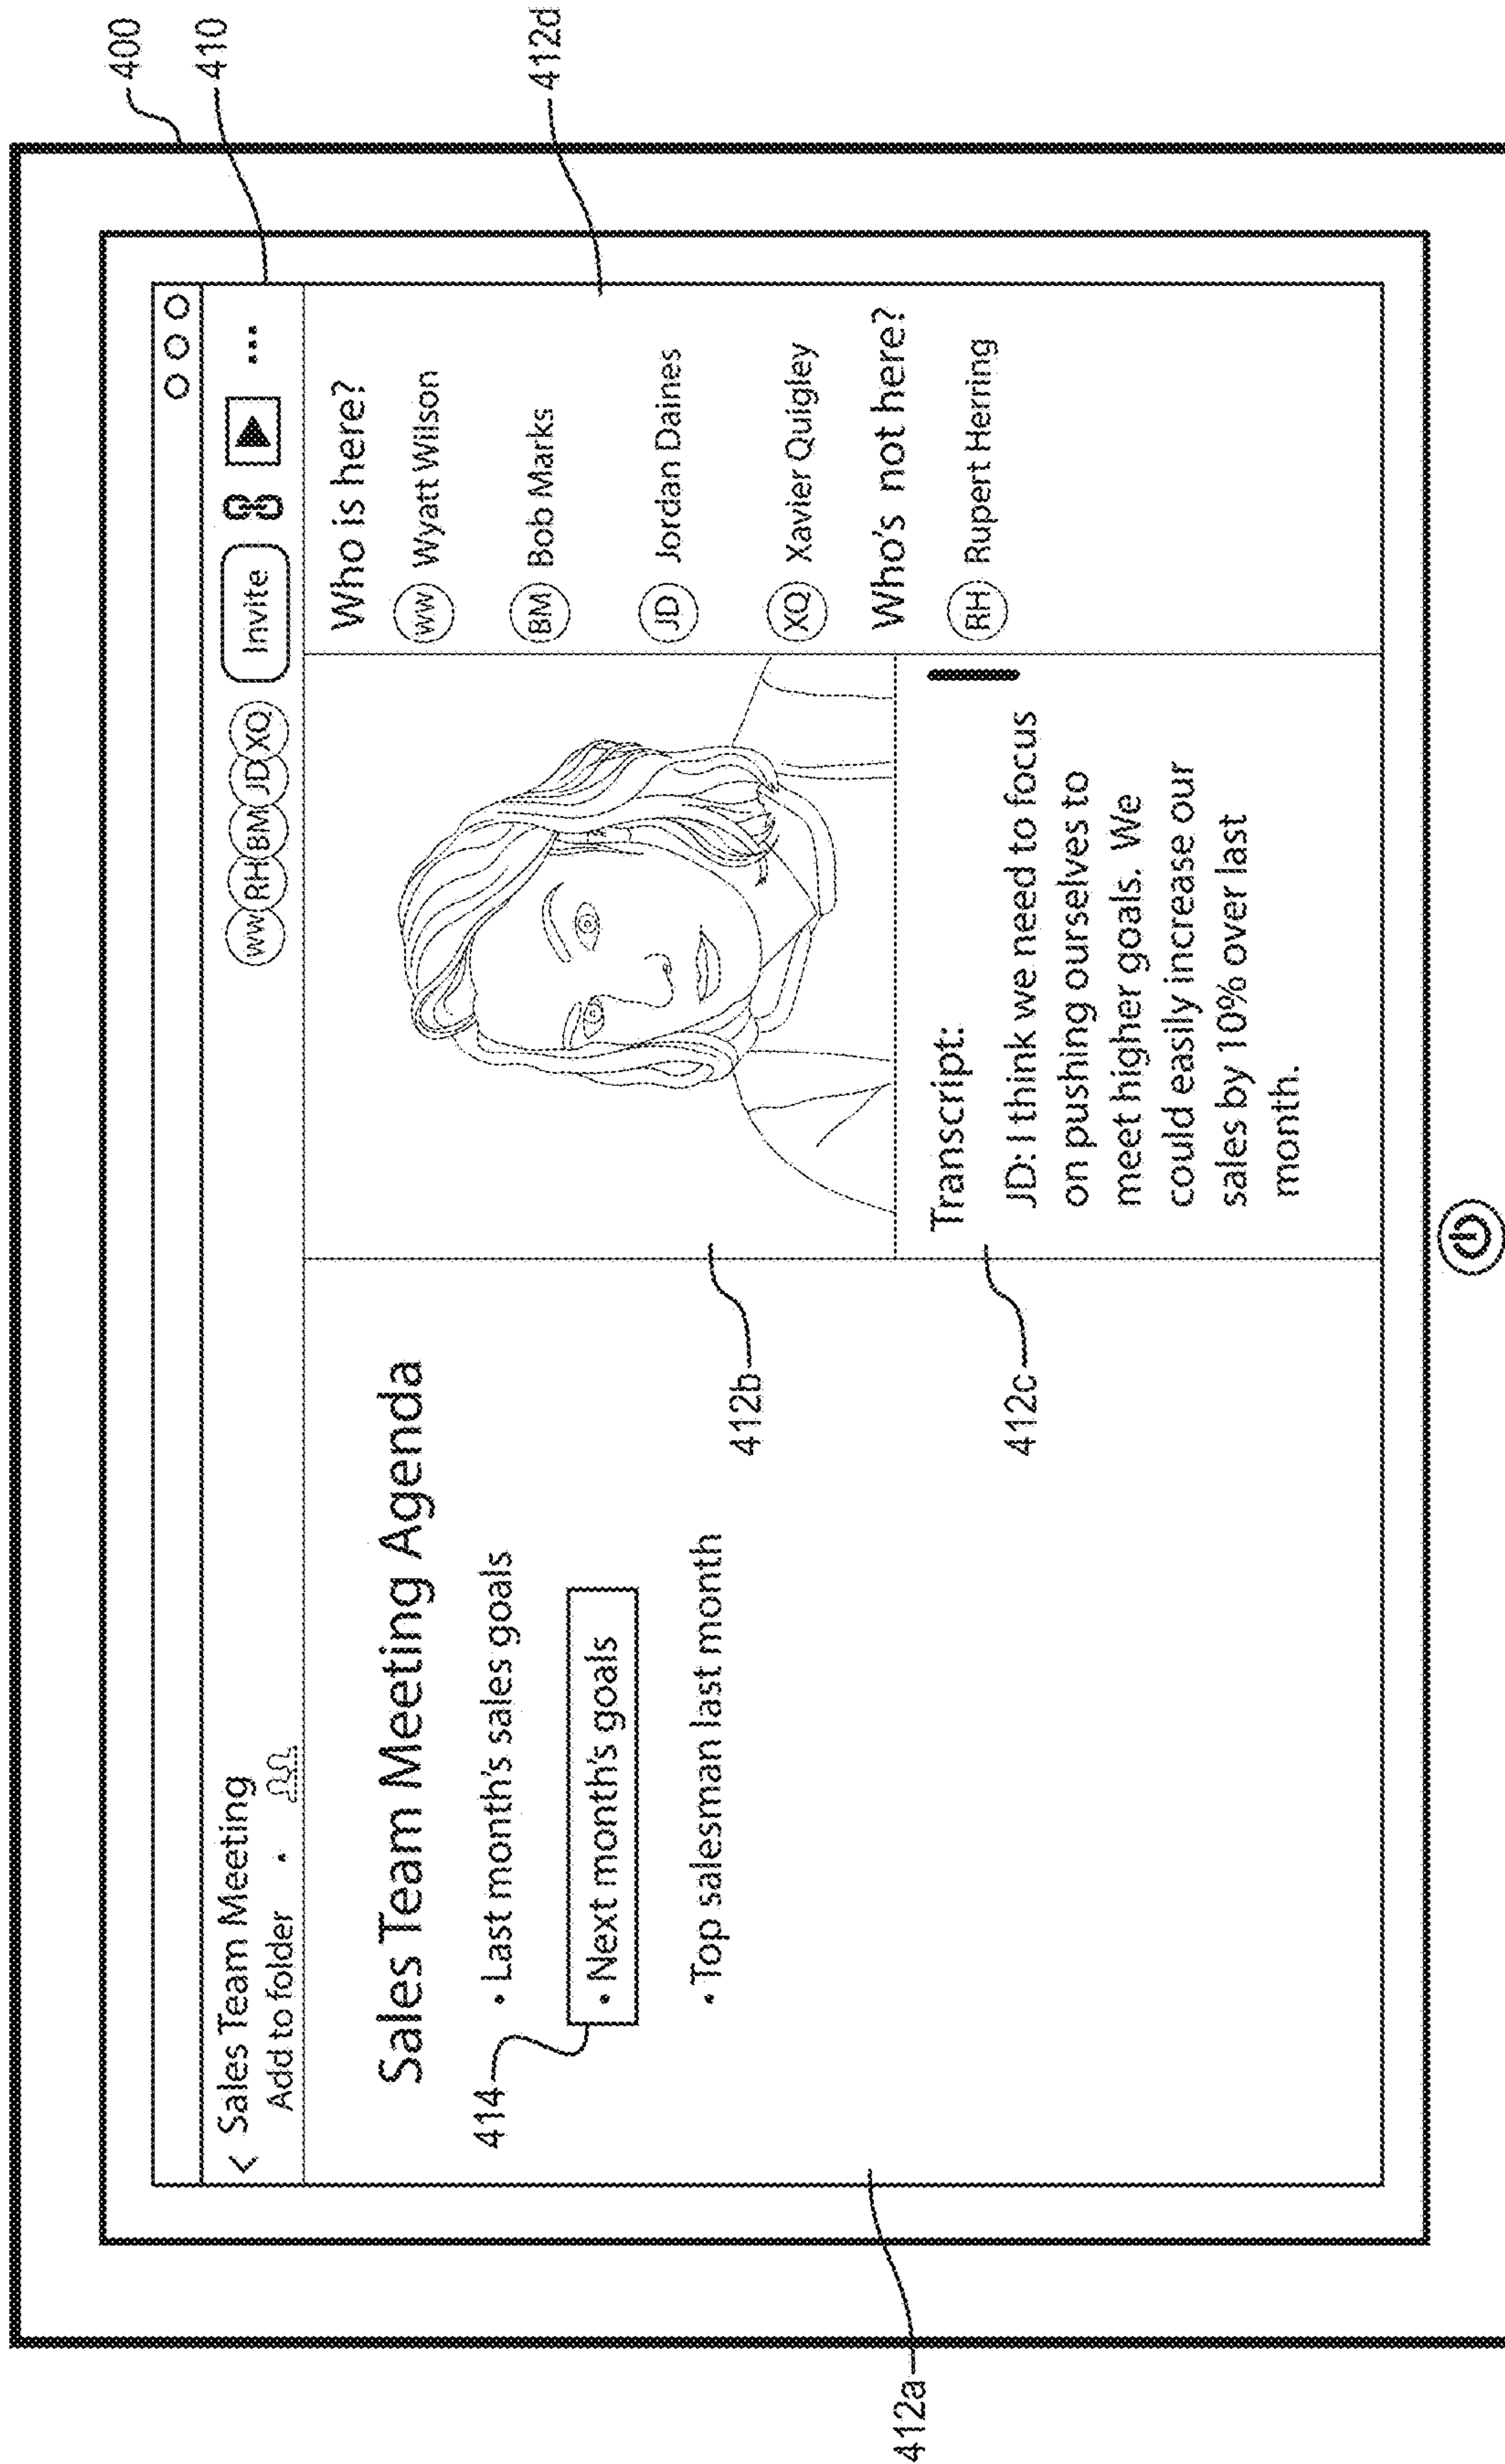 400
410
< Sales Team Meeting
Add to folder •
WW RH BM JD XQ
Invite
...
412d
Sales Team Meeting Agenda
414
• Last month's sales goals
• Next month's goals
• Top salesman last month
412a
412b
412c
Transcript:
JD: I think we need to focus
on pushing ourselves to
meet higher goals. We
could easily increase our
sales by 10% over last
month.
Who is here?
WW Wyatt Wilson
BM Bob Marks
JD Jordan Daines
XQ Xavier Quigley
Who's not here?
RH Rupert Herring